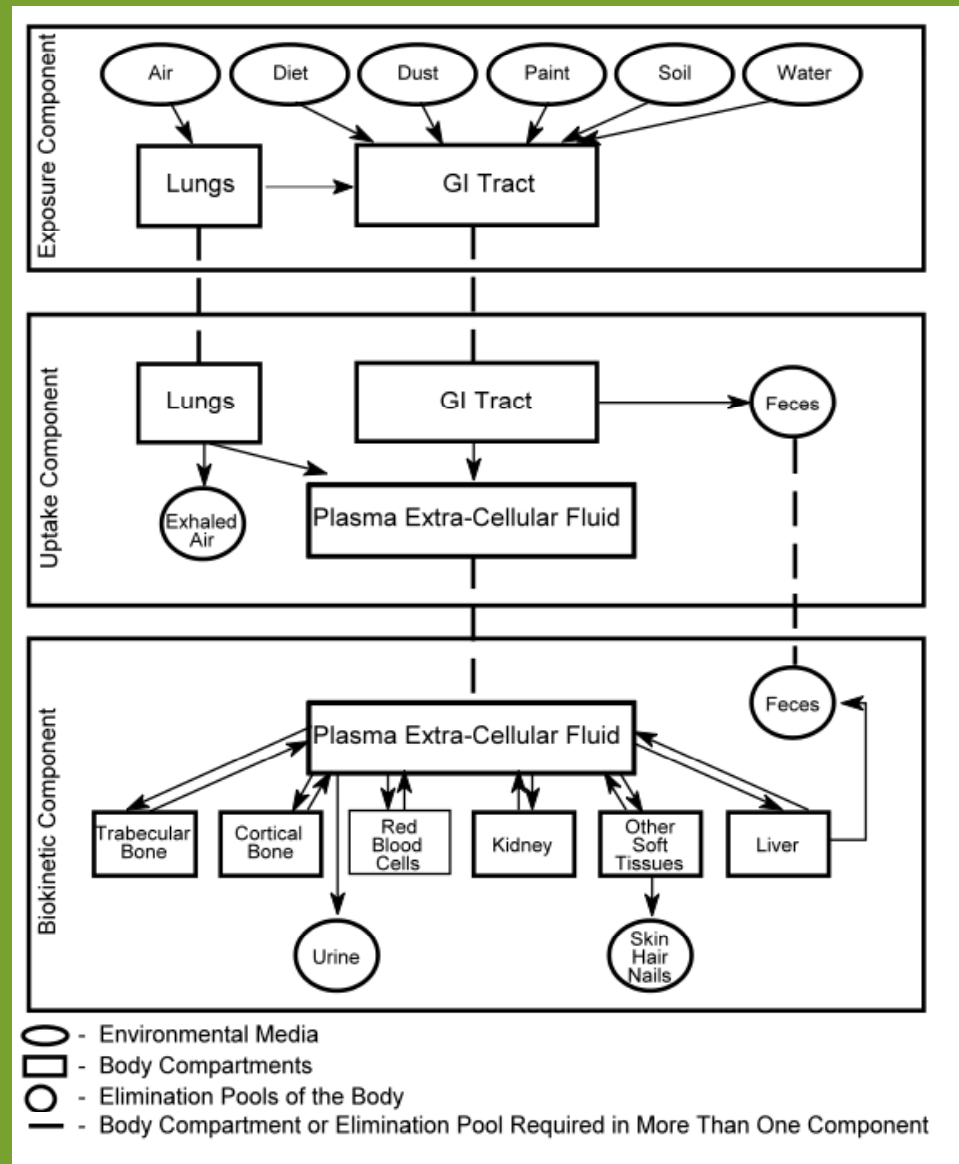 Exposure Component
Air
Diet
Dust
Paint
Soil
Water
Lungs
GI Tract
Uptake Component
Lungs
GI Tract
Feces
Exhaled
Air
Plasma Extra-Cellular Fluid
Biokinetic Component
Feces
Plasma Extra-Cellular Fluid
Trabecular
Bone
Cortical
Bone
Red
Blood
Cells
Kidney
Other
Soft
Tissues
Liver
Urine
Skin
Hair
Nails
- Environmental Media
- Body Compartments
- Elimination Pools of the Body
- Body Compartment or Elimination Pool Required in More Than One Component